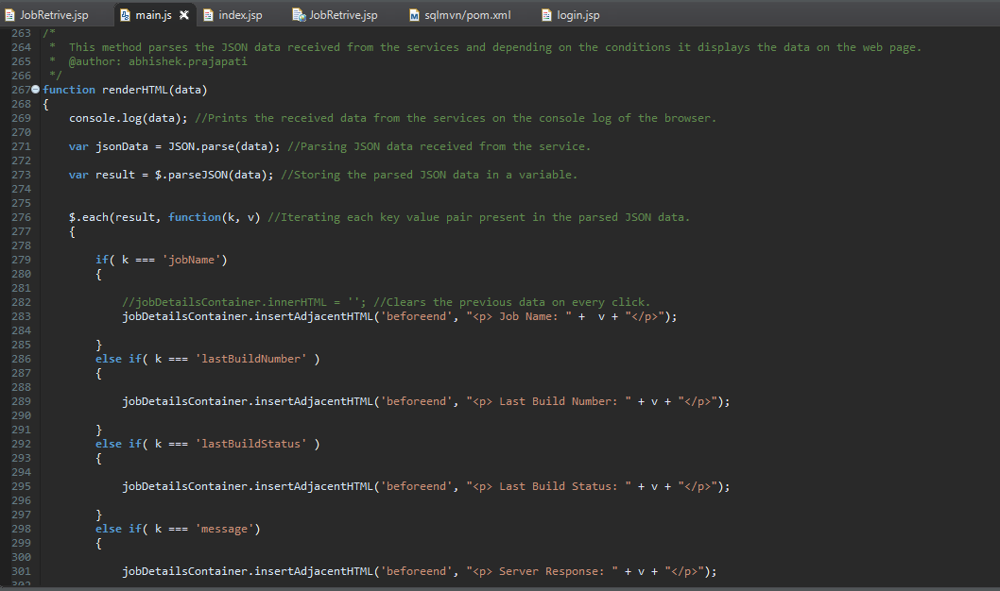 JobRetrive.jsp main.js index.jsp JobRetrive.jsp sqlmvn/pom.xml login.jsp
263 /*
264  *  This method parses the JSON data received from the services and depending on the conditions it displays the data on the web page.
265  *  @author: abhishek.prajapati
266  */
267 function renderHTML(data)
268 {
269     console.log(data); //Prints the received data from the services on the console log of the browser.
270
271     var jsonData = JSON.parse(data); //Parsing JSON data received from the service.
272
273     var result = $.parseJSON(data); //Storing the parsed JSON data in a variable.
274
275
276     $.each(result, function(k, v) //Iterating each key value pair present in the parsed JSON data.
277     {
278
279         if( k === 'jobName')
280         {
281
282             //jobDetailsContainer.innerHTML = ''; //Clears the previous data on every click.
283             jobDetailsContainer.insertAdjacentHTML('beforeend', "<p> Job Name: " +  v + "</p>");
284
285         }
286         else if( k === 'lastBuildNumber' )
287         {
288
289             jobDetailsContainer.insertAdjacentHTML('beforeend', "<p> Last Build Number: " + v + "</p>");
290
291         }
292         else if( k === 'lastBuildStatus' )
293         {
294
295             jobDetailsContainer.insertAdjacentHTML('beforeend', "<p> Last Build Status: " + v + "</p>");
296
297         }
298         else if( k === 'message')
299         {
300
301             jobDetailsContainer.insertAdjacentHTML('beforeend', "<p> Server Response: " + v + "</p>");
302